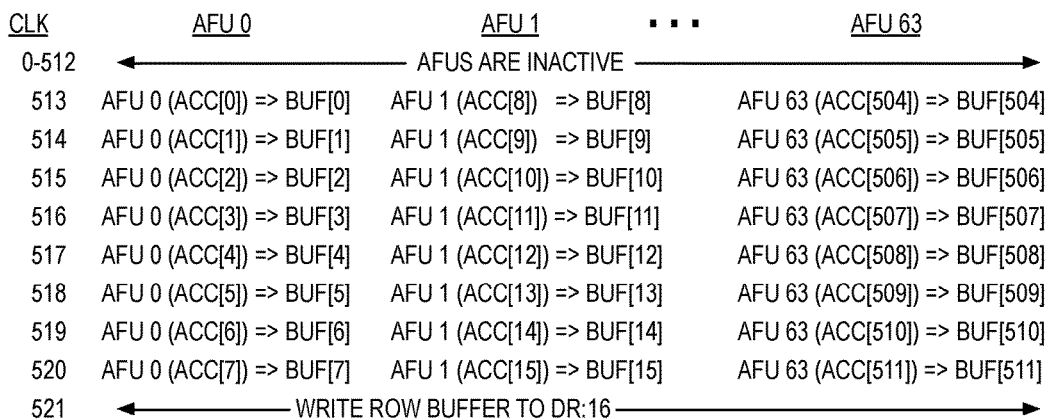 CLK AFU 0 AFU 1 ... AFU 63
0-512 AFUS ARE INACTIVE
513 AFU 0 (ACC[0]) => BUF[0] AFU 1 (ACC[8]) => BUF[8] AFU 63 (ACC[504]) => BUF[504]
514 AFU 0 (ACC[1]) => BUF[1] AFU 1 (ACC[9]) => BUF[9] AFU 63 (ACC[505]) => BUF[505]
515 AFU 0 (ACC[2]) => BUF[2] AFU 1 (ACC[10]) => BUF[10] AFU 63 (ACC[506]) => BUF[506]
516 AFU 0 (ACC[3]) => BUF[3] AFU 1 (ACC[11]) => BUF[11] AFU 63 (ACC[507]) => BUF[507]
517 AFU 0 (ACC[4]) => BUF[4] AFU 1 (ACC[12]) => BUF[12] AFU 63 (ACC[508]) => BUF[508]
518 AFU 0 (ACC[5]) => BUF[5] AFU 1 (ACC[13]) => BUF[13] AFU 63 (ACC[509]) => BUF[509]
519 AFU 0 (ACC[6]) => BUF[6] AFU 1 (ACC[14]) => BUF[14] AFU 63 (ACC[510]) => BUF[510]
520 AFU 0 (ACC[7]) => BUF[7] AFU 1 (ACC[15]) => BUF[15] AFU 63 (ACC[511]) => BUF[511]
521 WRITE ROW BUFFER TO DR:16